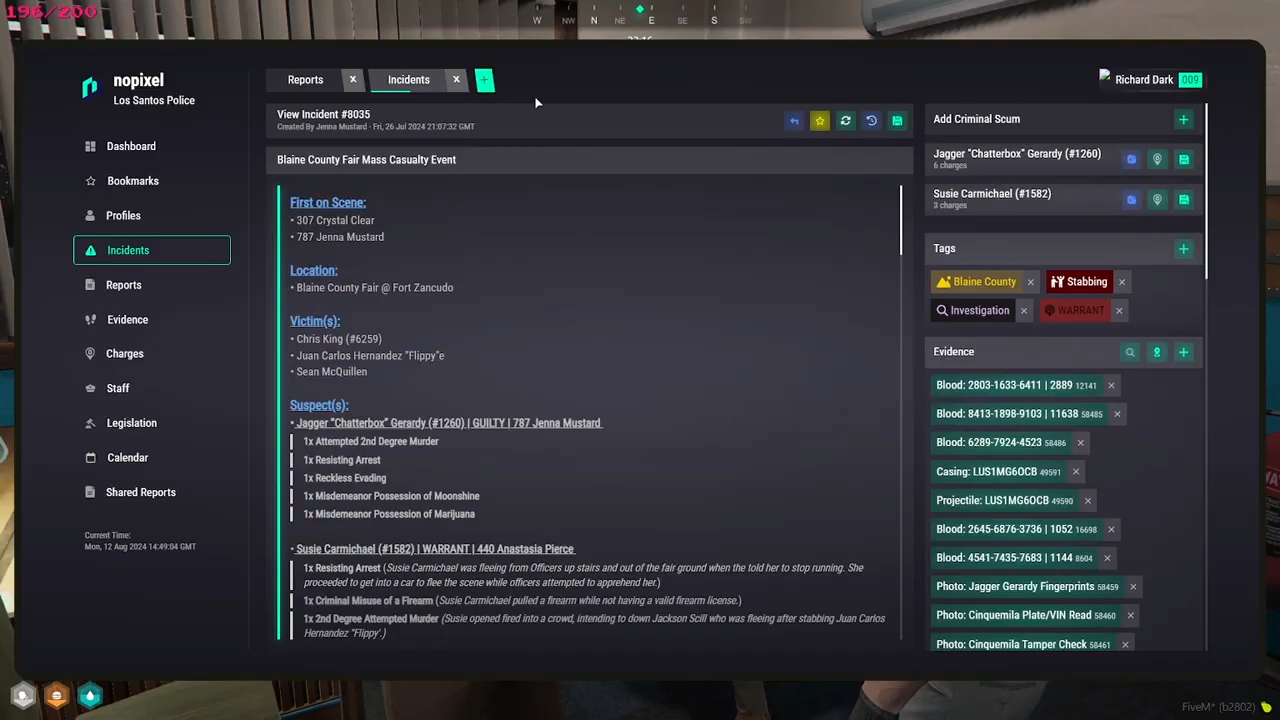 196/200
W NW N NE E SE S SW
nopixel
Los Santos Police
Dashboard
Bookmarks
Profiles
Incidents
Reports
Evidence
Charges
Staff
Legislation
Calendar
Shared Reports
Current Time:
Mon, 12 Aug 2024 14:49:04 GMT
Reports x Incidents x +
Richard Dark 009
View Incident #8035
Created By Jenna Mustard - Fri, 26 Jul 2024 21:07:32 GMT
Blaine County Fair Mass Casualty Event
First on Scene:
• 307 Crystal Clear
• 787 Jenna Mustard
Location:
• Blaine County Fair @ Fort Zancudo
Victim(s):
• Chris King (#6259)
• Juan Carlos Hernandez "Flippy"e
• Sean McQuillen
Suspect(s):
• Jagger "Chatterbox" Gerardy (#1260) | GUILTY | 787 Jenna Mustard
1x Attempted 2nd Degree Murder
1x Resisting Arrest
1x Reckless Evading
1x Misdemeanor Possession of Moonshine
1x Misdemeanor Possession of Marijuana
• Susie Carmichael (#1582) | WARRANT | 440 Anastasia Pierce
1x Resisting Arrest (Susie Carmichael was fleeing from Officers up stairs and out of the fair ground when the told her to stop running. She
proceeded to get into a car to flee the scene while officers attempted to apprehend her.)
1x Criminal Misuse of a Firearm (Susie Carmichael pulled a firearm while not having a valid firearm license.)
1x 2nd Degree Attempted Murder (Susie opened fired into a crowd, intending to down Jackson Scill who was fleeing after stabbing Juan Carlos
Hernandez "Flippy'.)
Add Criminal Scum +
Jagger "Chatterbox" Gerardy (#1260)
6 charges
Susie Carmichael (#1582)
3 charges
Tags +
Blaine County x Stabbing x
Investigation x WARRANT x
Evidence +
Blood: 2803-1633-6411 | 2889 12141 x
Blood: 8413-1898-9103 | 11638 58485 x
Blood: 6289-7924-4523 58486 x
Casing: LUS1MG6OCB 49591 x
Projectile: LUS1MG6OCB 49590 x
Blood: 2645-6876-3736 | 1052 16698 x
Blood: 4541-7435-7683 | 1144 8604 x
Photo: Jagger Gerardy Fingerprints 58459 x
Photo: Cinquemila Plate/VIN Read 58460 x
Photo: Cinquemila Tamper Check 58461 x
FiveM* (b2802)